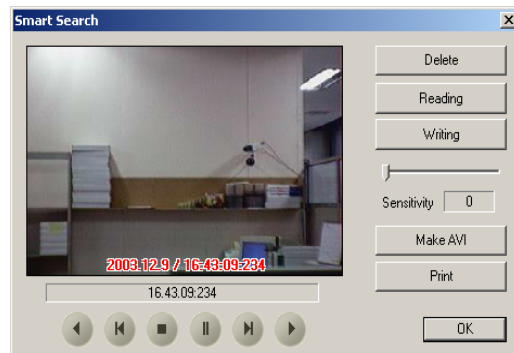 Smart Search
Delete
Reading
Writing
Sensitivity 0
Make AVI
Print
2003.12.9 / 16:43:09:234
16.43.09:234
OK